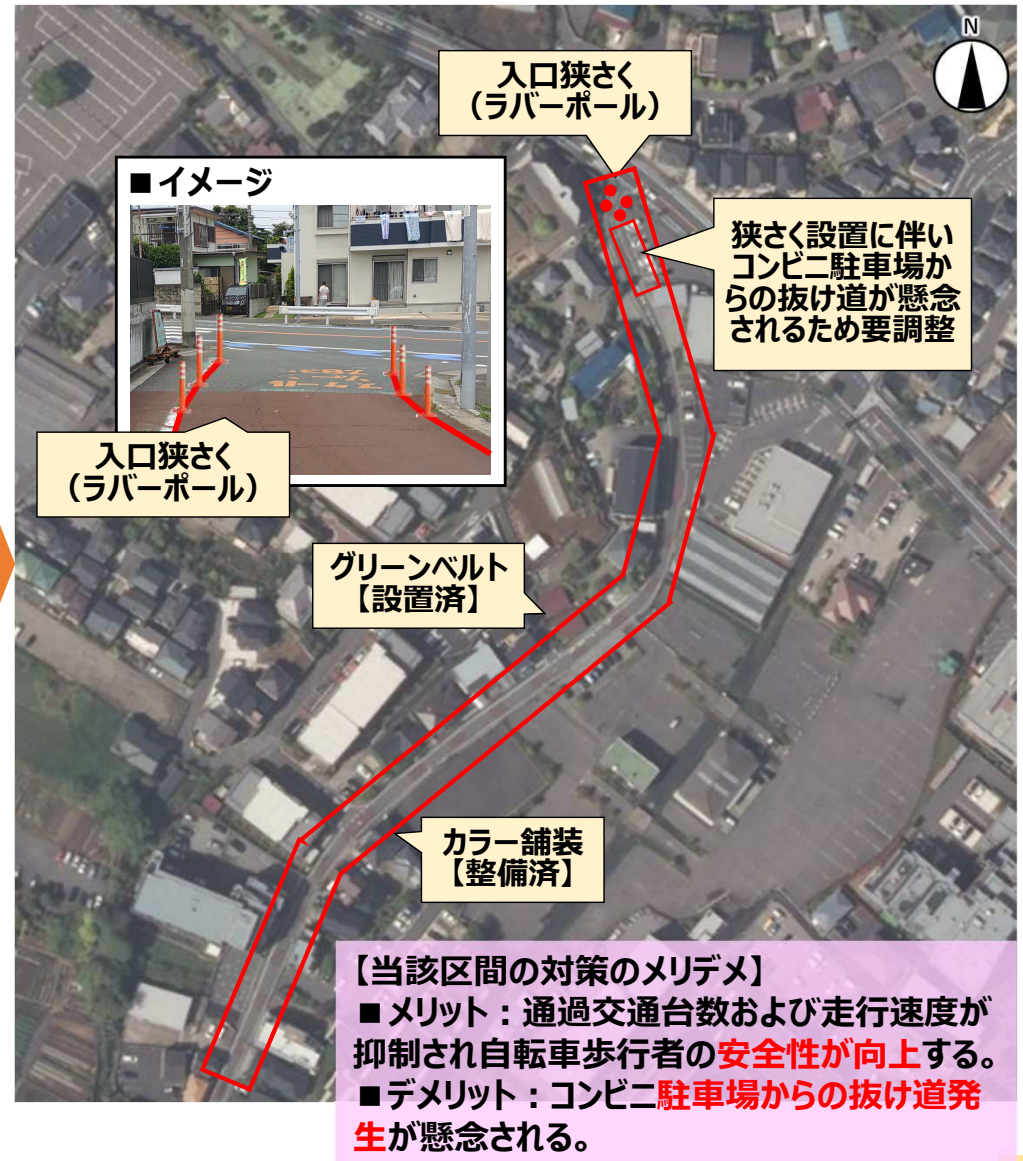 N
入口狭さく
（ラバーポール）
■イメージ
狭さく設置に伴い
コンビニ駐車場か
らの抜け道が懸念
されるため要調整
入口狭さく
（ラバーポール）
グリーンベルト
【設置済】
カラー舗装
【整備済】
【当該区間の対策のメリデメ】
■メリット：通過交通台数および走行速度が
抑制され自転車歩行者の安全性が向上する。
■デメリット：コンビニ駐車場からの抜け道発
生が懸念される。